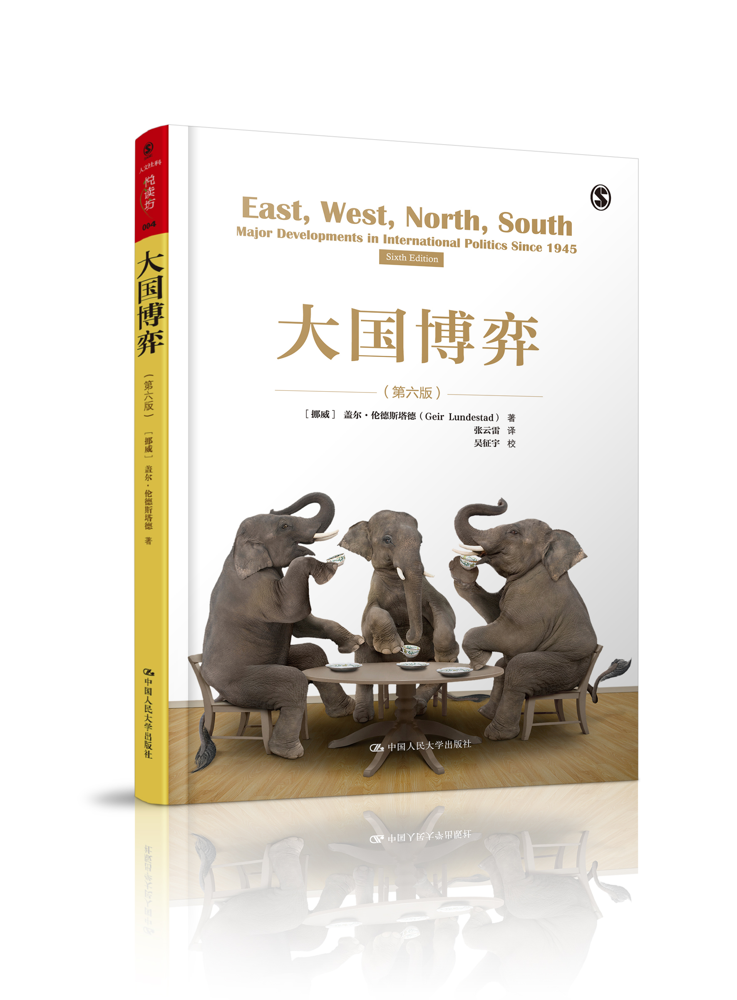 East, West, North, South
Major Developments in International Politics Since 1945
Sixth Edition
大国博弈
（第六版）
［挪威］ 盖尔·伦德斯塔德（Geir Lundestad） 著
张云雷 译
吴征宇 校
中国人民大学出版社
人文社科
悦读坊
004
大国博弈
（第六版）
［挪威］盖尔·伦德斯塔德 著
中国人民大学出版社